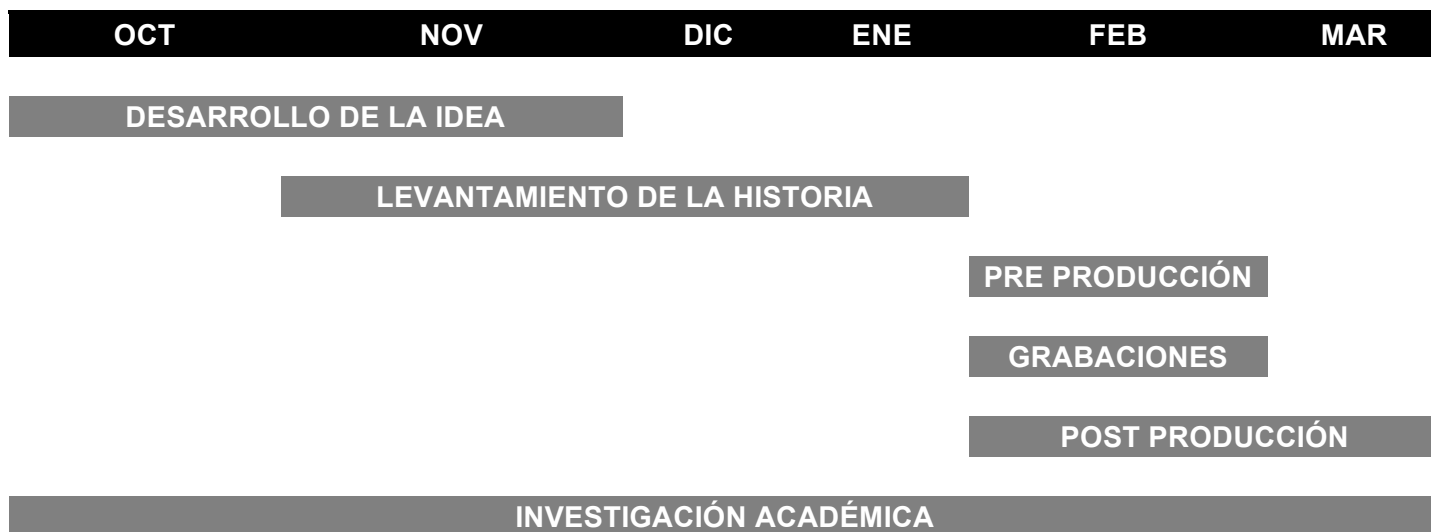 OCT NOV DIC ENE FEB MAR
DESARROLLO DE LA IDEA
LEVANTAMIENTO DE LA HISTORIA
PRE PRODUCCIÓN
GRABACIONES
POST PRODUCCIÓN
INVESTIGACIÓN ACADÉMICA